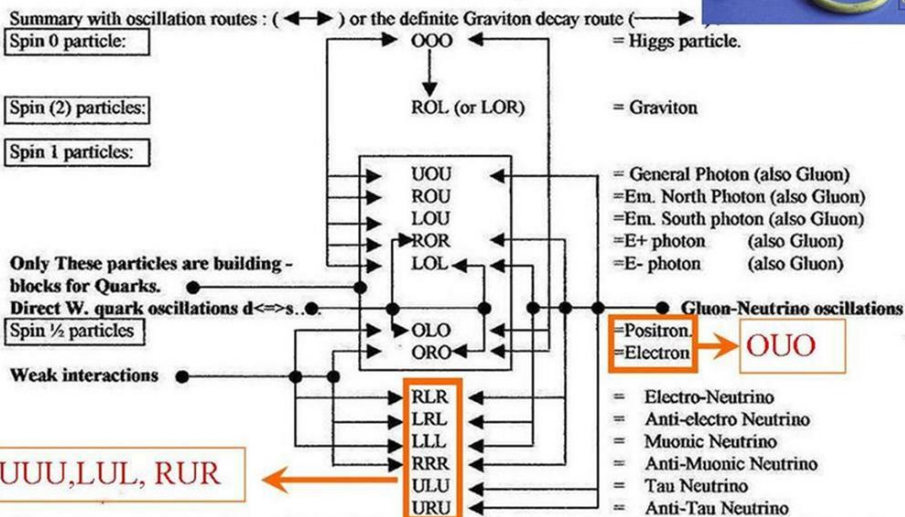 Summary with oscillation routes : ( ) or the definite Graviton decay route ( ) .
Spin 0 particle: OOO = Higgs particle.
Spin (2) particles: ROL (or LOR) = Graviton
Spin 1 particles:
UOU = General Photon (also Gluon)
ROU =Em. North Photon (also Gluon)
LOU =Em. South photon (also Gluon)
ROR =E+ photon (also Gluon)
Only These particles are building - LOL =E- photon (also Gluon)
blocks for Quarks.
Direct W. quark oscillations d<=>s... Gluon-Neutrino oscillations
Spin ½ particles OLO =Positron.
ORO =Electron OUO
Weak interactions
RLR = Electro-Neutrino
LRL = Anti-electro Neutrino
LLL = Muonic Neutrino
UUU,LUL, RUR RRR = Anti-Muonic Neutrino
ULU = Tau Neutrino
URU = Anti-Tau Neutrino